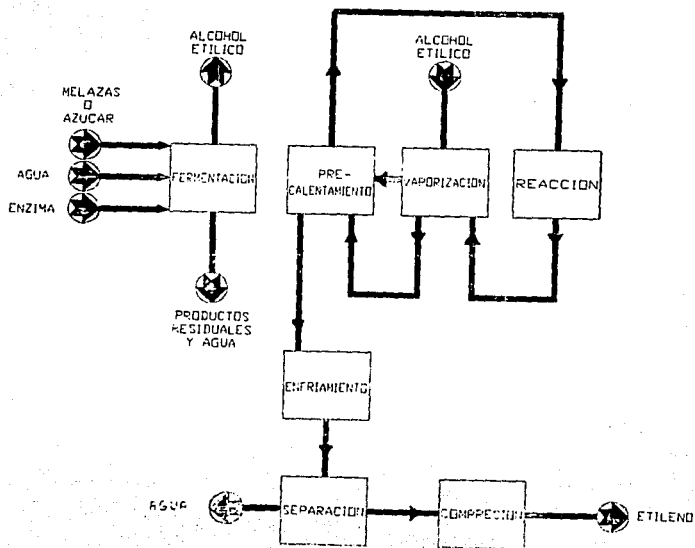 ALCOHOL
ETILICO
ALCOHOL
ETILICO
MELAZAS
O
AZUCAR
AGUA
ENZIMA
FERMENTACION
PRE-
CALENTAMIENTO
VAPORIZACION
REACCION
PRODUCTOS
RESIDUALES
Y AGUA
ENFRIAMIENTO
AGUA
SEPARACION
COMPRESION
ETILENO